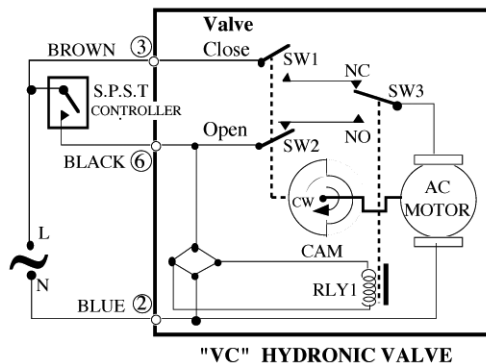 Valve
BROWN ③ Close
SW1
NC
SW3
S.P.S.T
CONTROLLER
Open
NO
SW2
BLACK ⑥
CW
AC
MOTOR
L
CAM
N
RLY1
BLUE ②
"VC" HYDRONIC VALVE